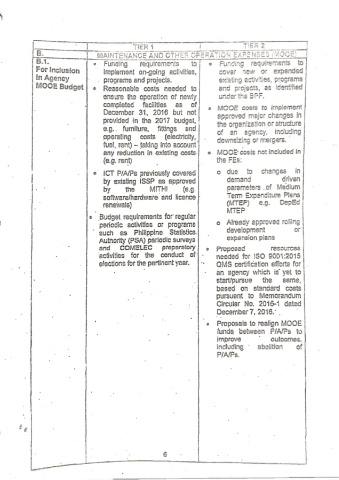 TIER 1 TIER 2
B. MAINTENANCE AND OTHER OPERATION EXPENSES (MOOE)
B.1.
For Inclusion
in Agency
MOOE Budget
• Funding requirements to
implement on-going activities,
programs and projects.
• Reasonable costs needed to
ensure the operation of newly
completed facilities as of
December 31, 2016 but not
provided in the 2017 budget,
e.g. furniture, fittings and
operating costs (electricity,
fuel, rent) – taking into account
any reduction in existing costs
(e.g. rent)
• ICT P/A/Ps previously covered
by existing ISSP as approved
by the MITHI (e.g.
software/hardware and licence
renewals)
• Budget requirements for regular
periodic activities or programs
such as Philippine Statistics
Authority (PSA) periodic surveys
and COMELEC preparatory
activities for the conduct of
elections for the pertinent year.
• Funding requirements to
cover new or expanded
existing activities, programs
and projects, as identified
under the BPF.
• MOOE costs to implement
approved major changes in
the organization or structure
of an agency, including
downsizing or mergers.
• MOOE costs not included in
the FEs:
o due to changes in
demand driven
parameters of Medium
Term Expenditure Plans
(MTEP) e.g. DepEd
MTEP
o Already approved rolling
development or
expansion plans
• Proposed resources
needed for ISO 9001:2015
QMS certification efforts for
an agency which is yet to
start/pursue the same,
based on standard costs
pursuant to Memorandum
Circular No. 2016-1 dated
December 7, 2016.
• Proposals to realign MOOE
funds between P/A/Ps to
improve outcomes,
including abolition of
P/A/Ps.
6